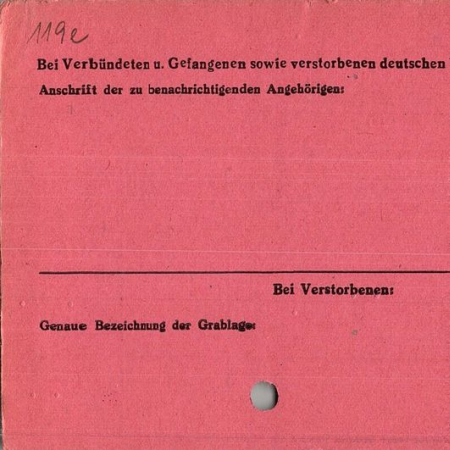 119e
Bei Verbündeten u. Gefangenen sowie verstorbenen deutschen
Anschrift der zu benachrichtigenden Angehörigen:
Bei Verstorbenen:
Genaue Bezeichnung der Grablage: